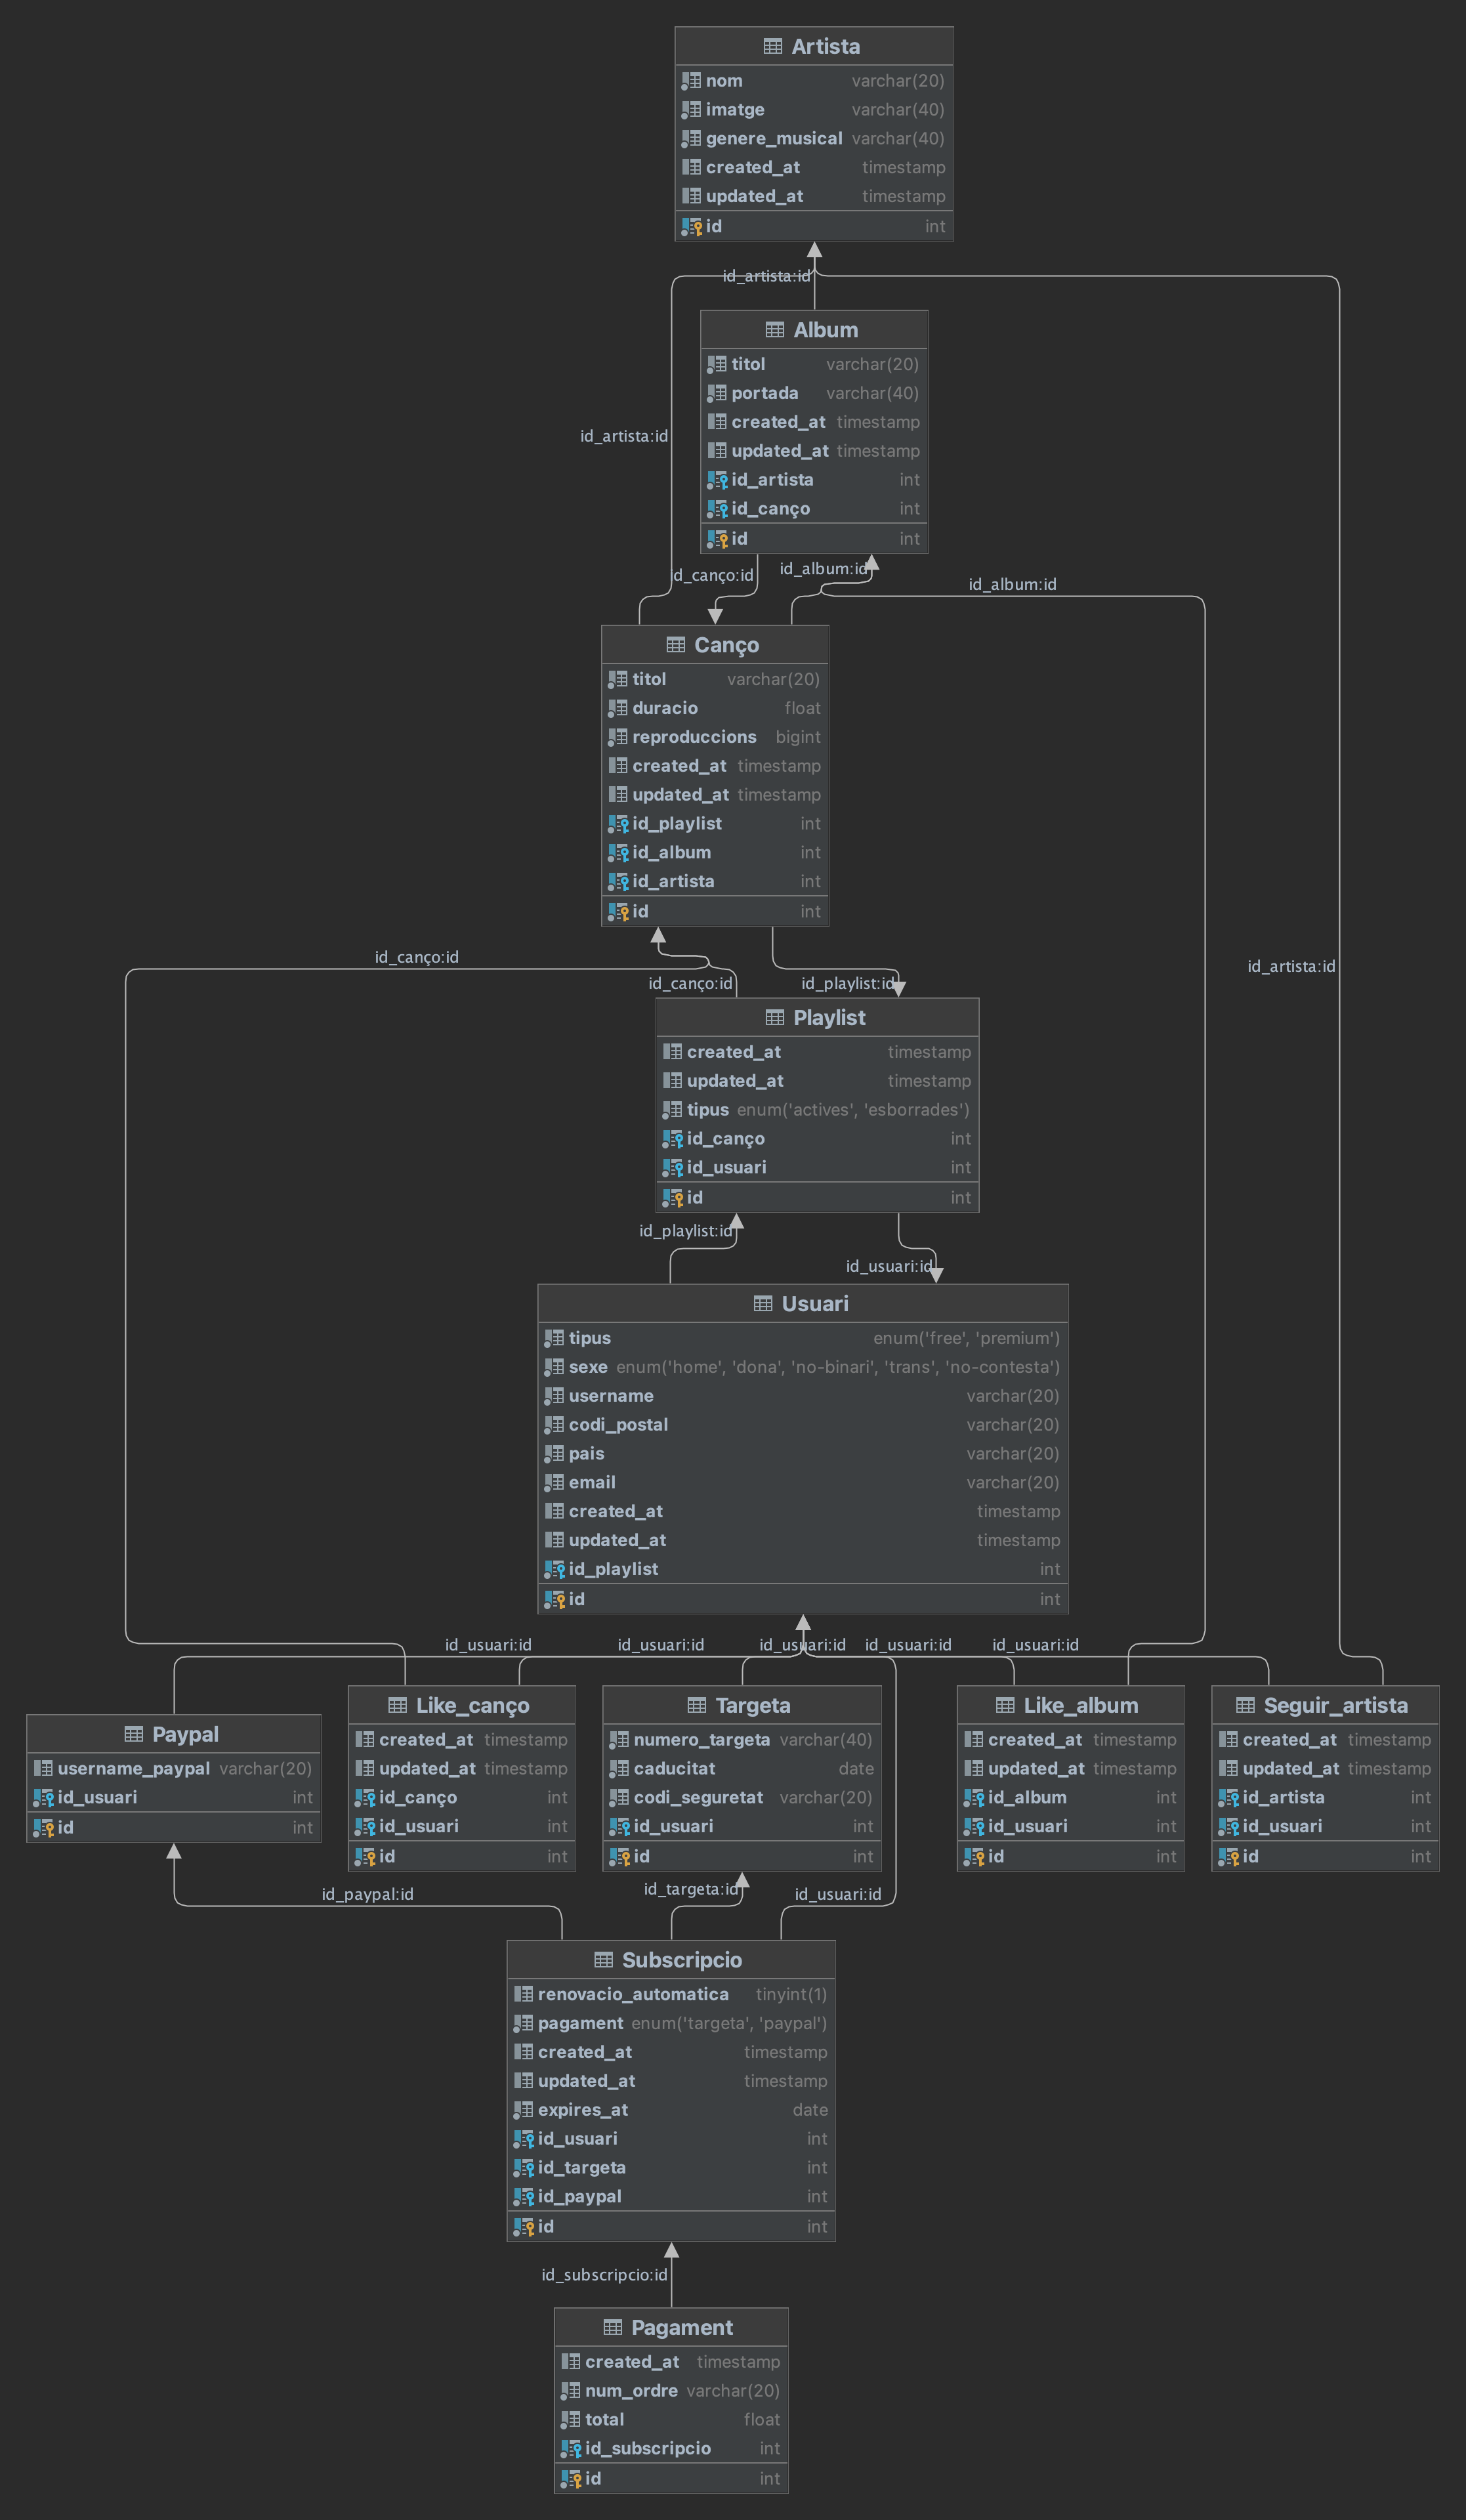 Artista
nom varchar(20)
imatge varchar(40)
genere_musical varchar(40)
created_at timestamp
updated_at timestamp
id int
id_artista:id
Album
titol varchar(20)
portada varchar(40)
created_at timestamp
updated_at timestamp
id_artista int
id_canço int
id int
id_artista:id
id_canço:id
id_album:id
id_album:id
Canço
titol varchar(20)
duracio float
reproduccions bigint
created_at timestamp
updated_at timestamp
id_playlist int
id_album int
id_artista int
id int
id_canço:id
id_artista:id
id_canço:id
id_playlist:id
Playlist
created_at timestamp
updated_at timestamp
tipus enum('actives', 'esborrades')
id_canço int
id_usuari int
id int
id_playlist:id
id_usuari:id
Usuari
tipus enum('free', 'premium')
sexe enum('home', 'dona', 'no-binari', 'trans', 'no-contesta')
username varchar(20)
codi_postal varchar(20)
pais varchar(20)
email varchar(20)
created_at timestamp
updated_at timestamp
id_playlist int
id int
id_usuari:id
id_usuari:id
id_usuari:id
id_usuari:id
id_usuari:id
Paypal
username_paypal varchar(20)
id_usuari int
id int
Like_canço
created_at timestamp
updated_at timestamp
id_canço int
id_usuari int
id int
Targeta
numero_targeta varchar(40)
caducitat date
codi_seguretat varchar(20)
id_usuari int
id int
Like_album
created_at timestamp
updated_at timestamp
id_album int
id_usuari int
id int
Seguir_artista
created_at timestamp
updated_at timestamp
id_artista int
id_usuari int
id int
id_paypal:id
id_targeta:id
id_usuari:id
Subscripcio
renovacio_automatica tinyint(1)
pagament enum('targeta', 'paypal')
created_at timestamp
updated_at timestamp
expires_at date
id_usuari int
id_targeta int
id_paypal int
id int
id_subscripcio:id
Pagament
created_at timestamp
num_ordre varchar(20)
total float
id_subscripcio int
id int